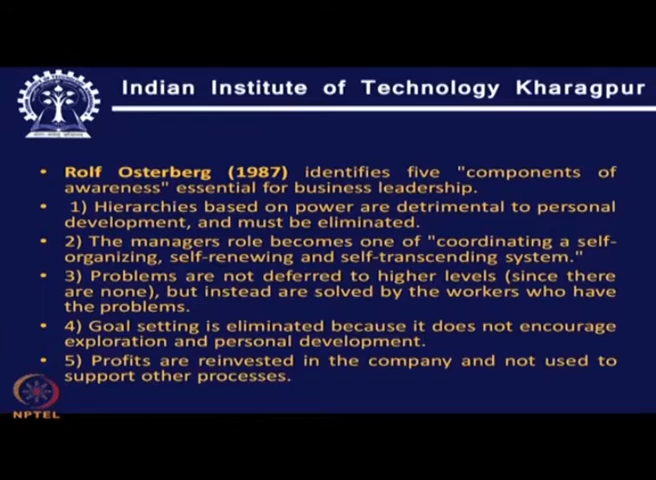 Indian Institute of Technology Kharagpur
• Rolf Osterberg (1987) identifies five "components of
awareness" essential for business leadership.
• 1) Hierarchies based on power are detrimental to personal
development, and must be eliminated.
• 2) The managers role becomes one of "coordinating a self-
organizing, self-renewing and self-transcending system."
• 3) Problems are not deferred to higher levels (since there
are none), but instead are solved by the workers who have
the problems.
• 4) Goal setting is eliminated because it does not encourage
exploration and personal development.
• 5) Profits are reinvested in the company and not used to
support other processes.
NPTEL